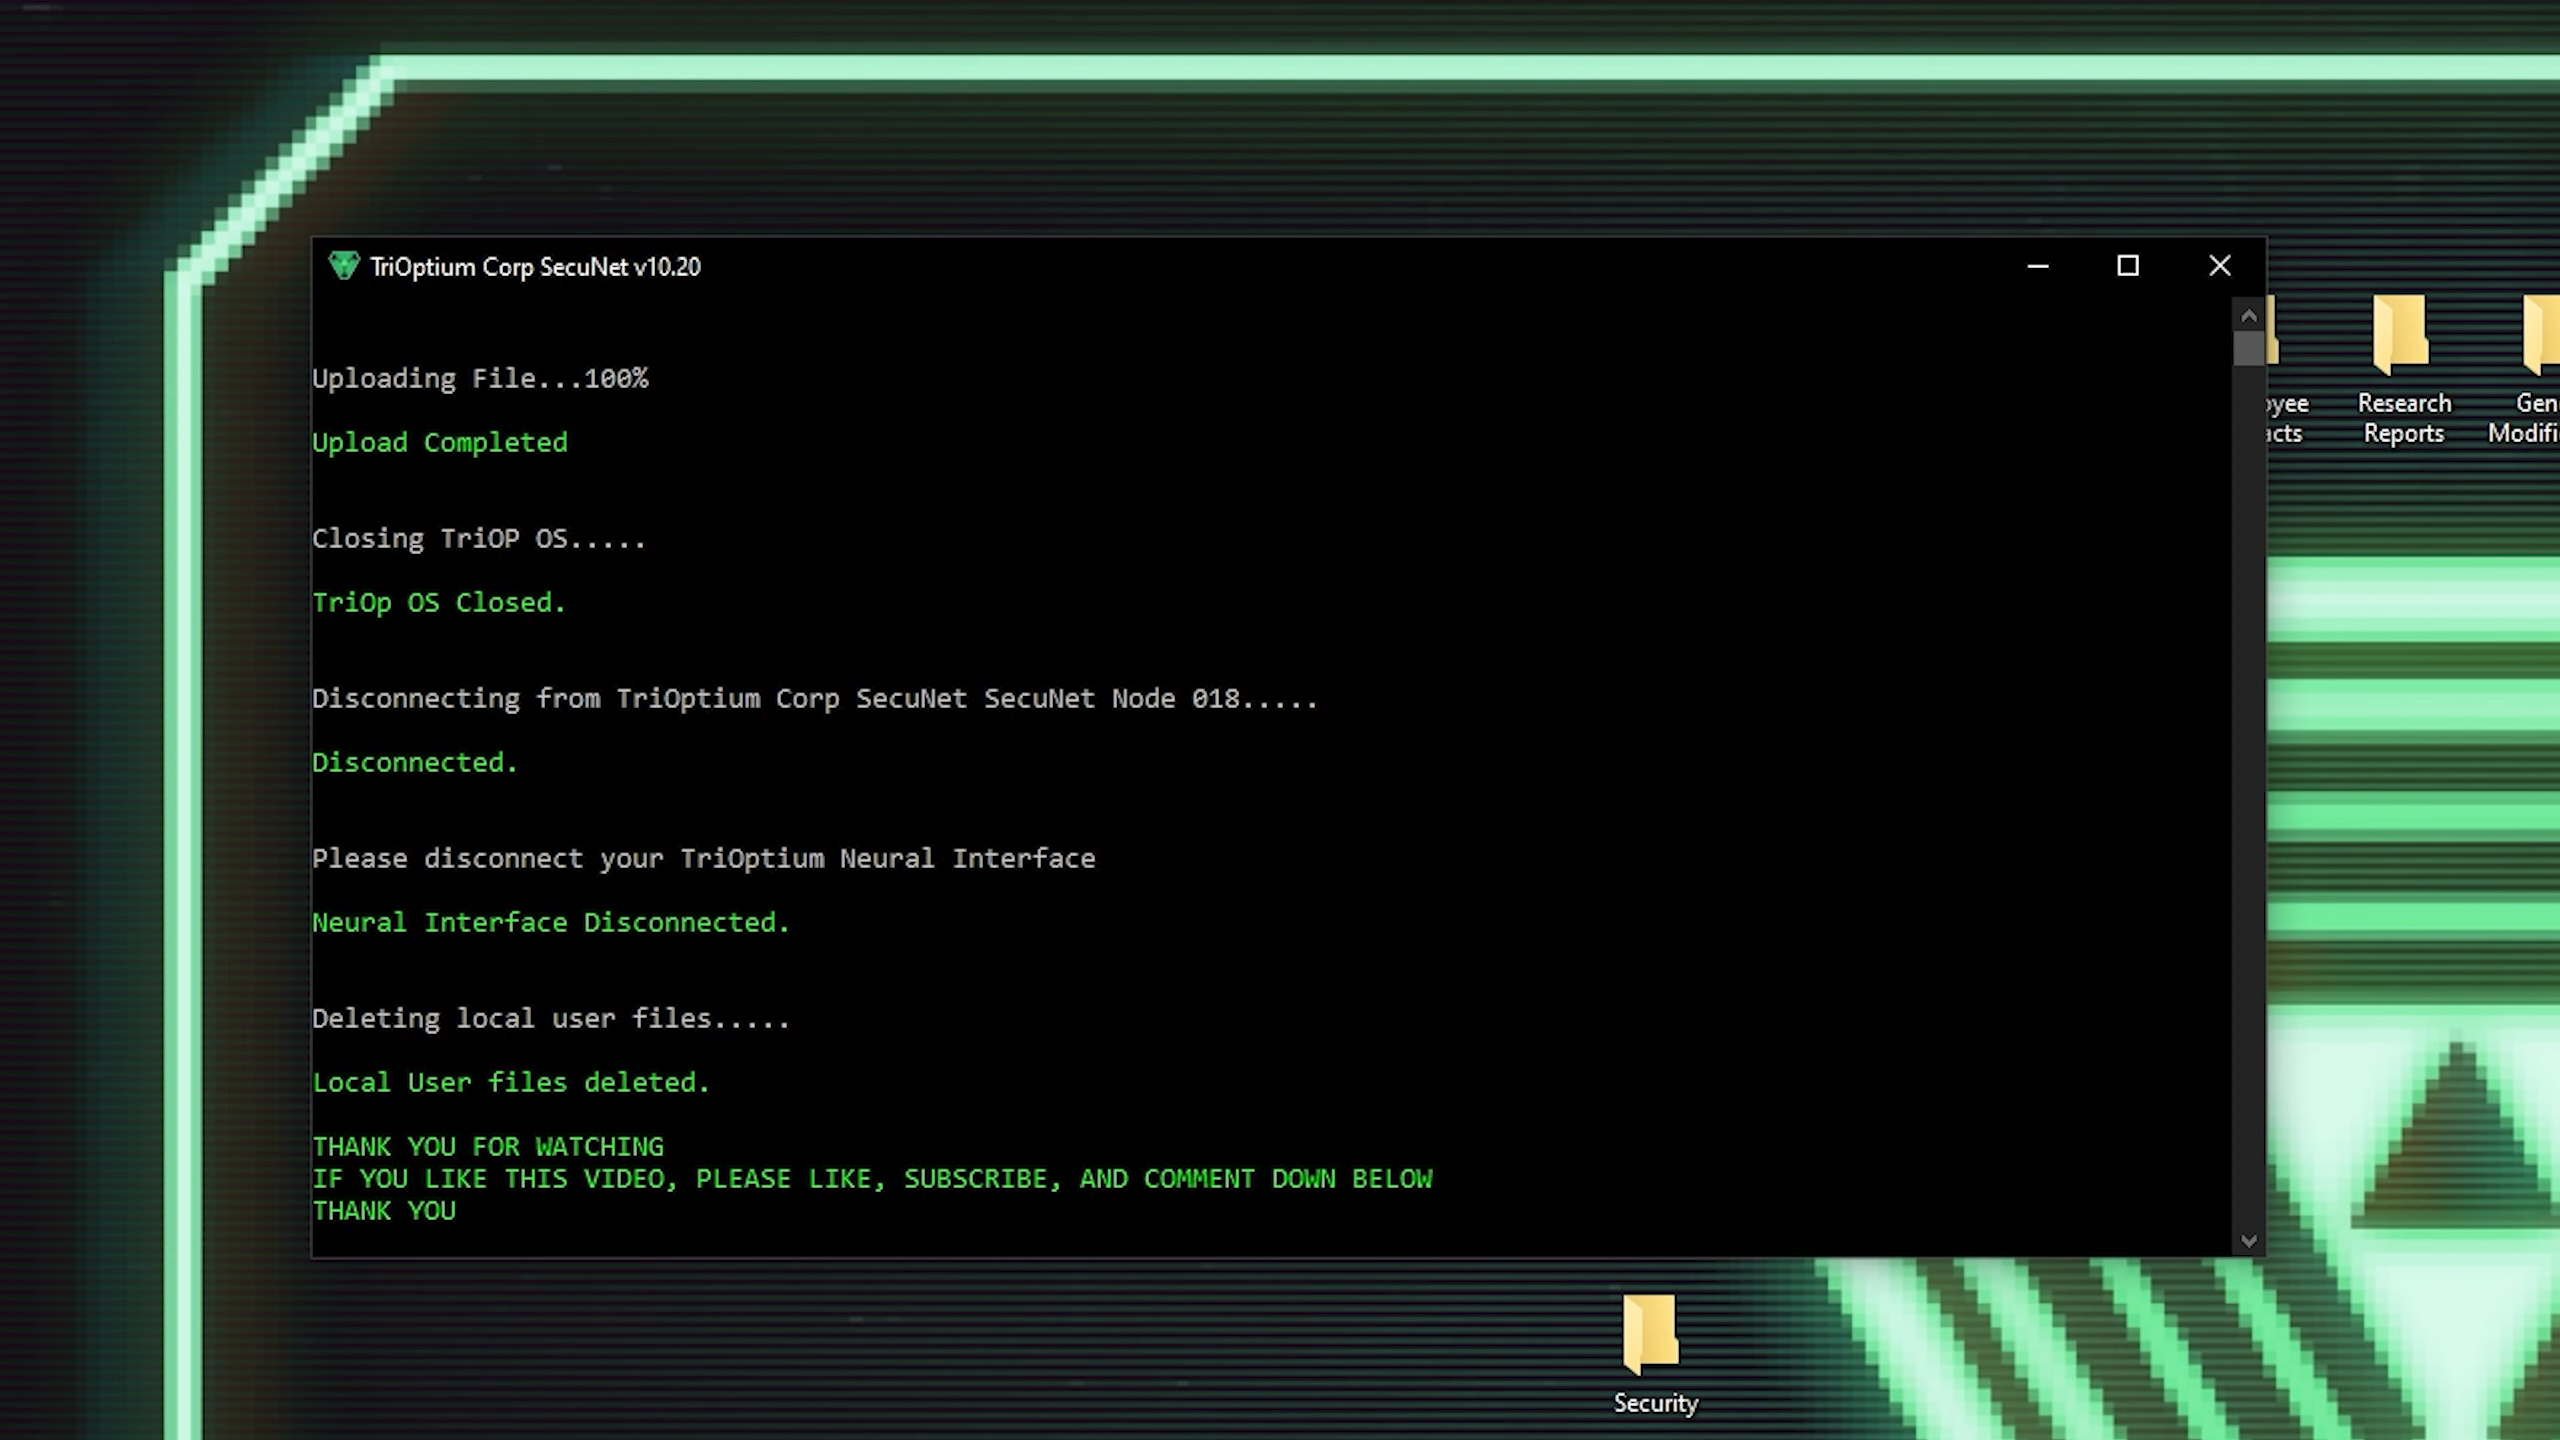 TriOptium Corp SecuNet v10.20
Uploading File...100%
Upload Completed
Closing TriOP OS.....
TriOp OS Closed.
Disconnecting from TriOptium Corp SecuNet SecuNet Node 018.....
Disconnected.
Please disconnect your TriOptium Neural Interface
Neural Interface Disconnected.
Deleting local user files.....
Local User files deleted.
THANK YOU FOR WATCHING
IF YOU LIKE THIS VIDEO, PLEASE LIKE, SUBSCRIBE, AND COMMENT DOWN BELOW
THANK YOU
Research
Reports
Security